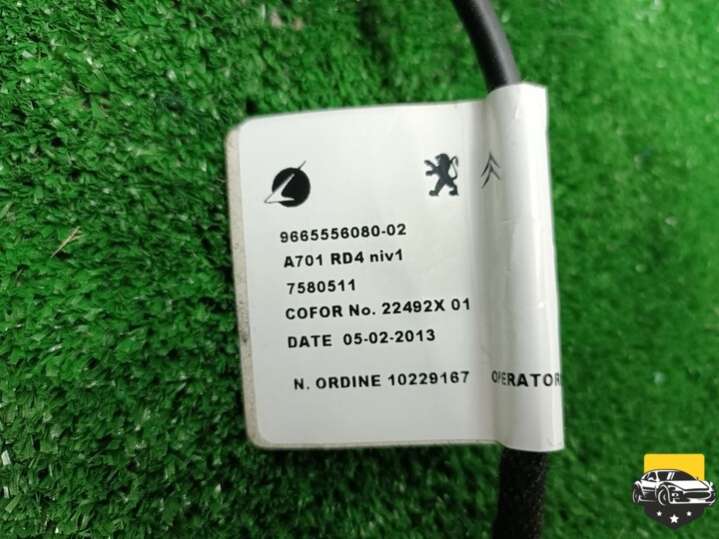 9665556080-02
A701 RD4 niv1
7580511
COFOR No. 22492X 01
DATE 05-02-2013
N. ORDINE 10229167 OPERATOR